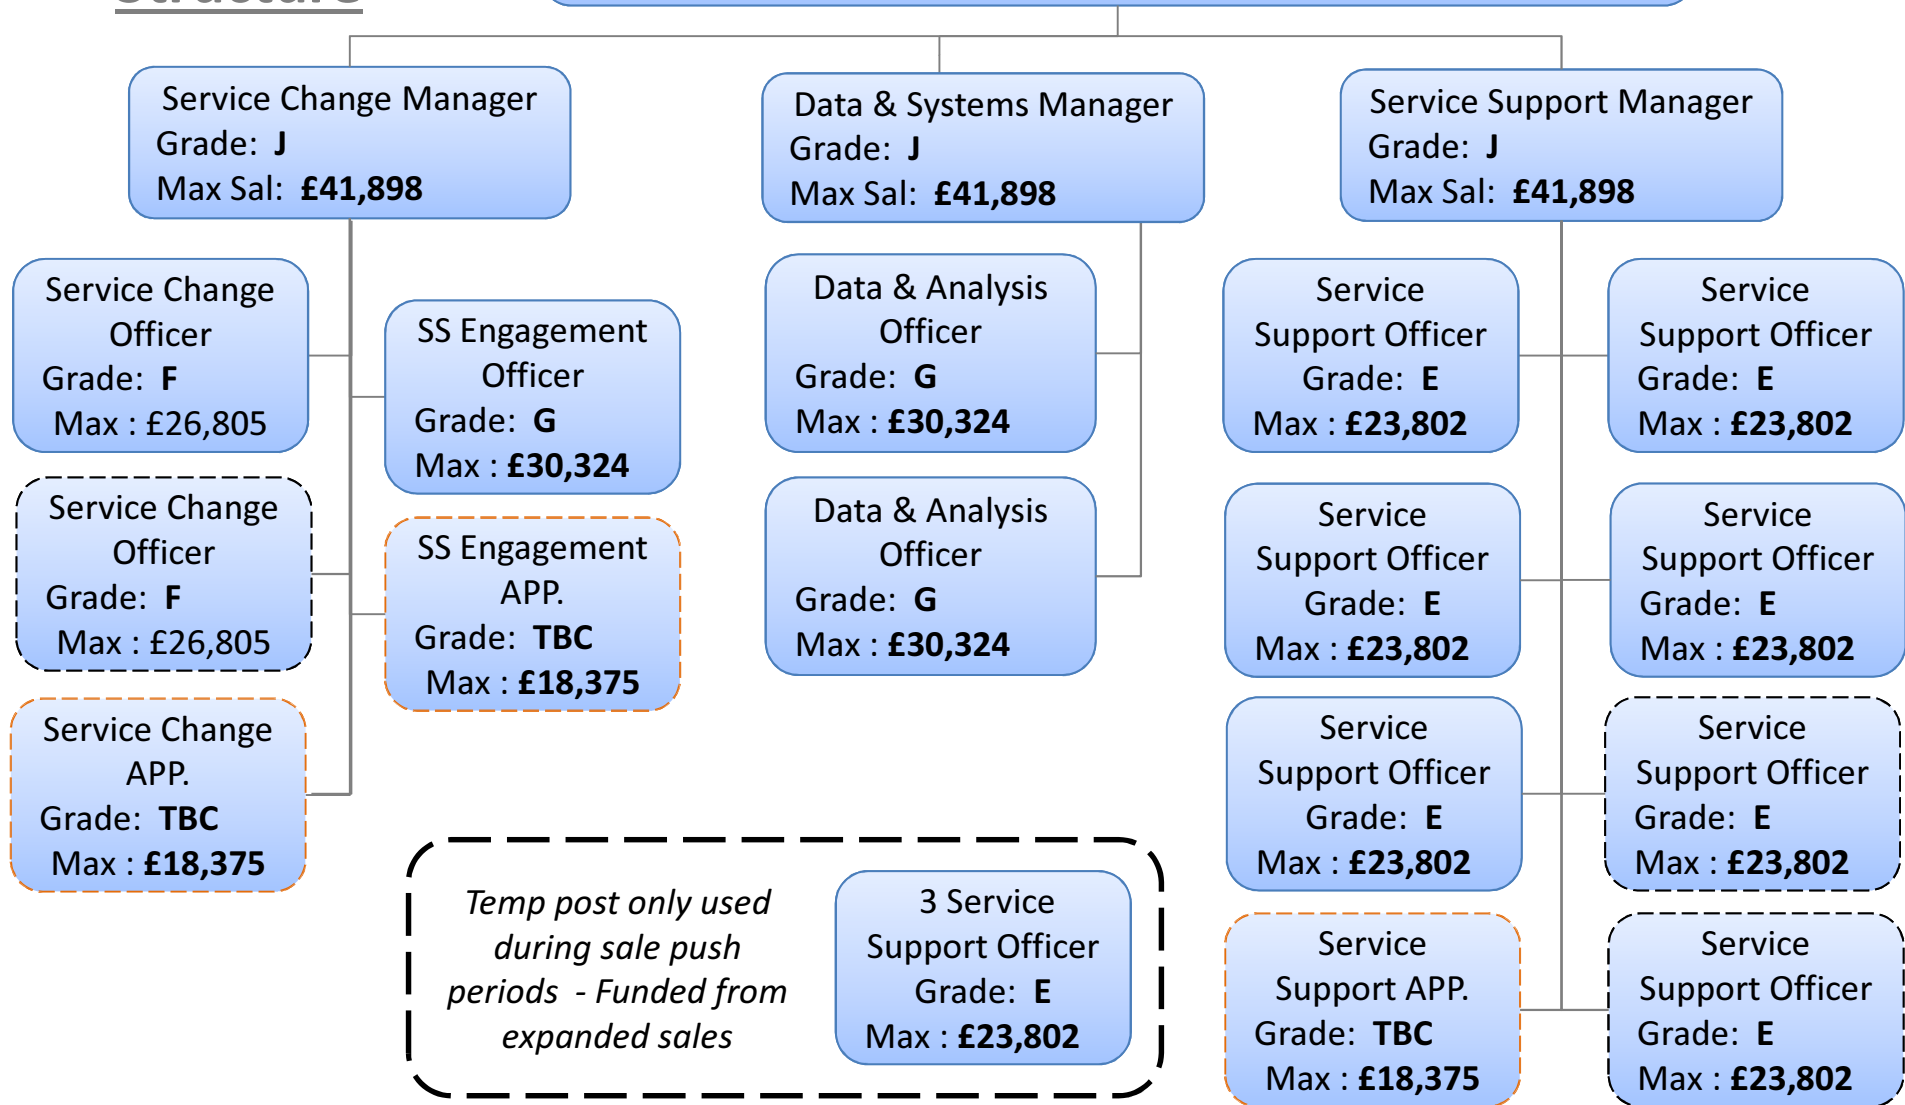 Structure
Service Change Manager
Grade: J
Max Sal: £41,898
Data & Systems Manager
Grade: J
Max Sal: £41,898
Service Support Manager
Grade: J
Max Sal: £41,898
Service Change
Officer
Grade: F
Max : £26,805
SS Engagement
Officer
Grade: G
Max : £30,324
Data & Analysis
Officer
Grade: G
Max : £30,324
Service
Support Officer
Grade: E
Max : £23,802
Service
Support Officer
Grade: E
Max : £23,802
Service Change
Officer
Grade: F
Max : £26,805
SS Engagement
APP.
Grade: TBC
Max : £18,375
Data & Analysis
Officer
Grade: G
Max : £30,324
Service
Support Officer
Grade: E
Max : £23,802
Service
Support Officer
Grade: E
Max : £23,802
Service Change
APP.
Grade: TBC
Max : £18,375
Service
Support Officer
Grade: E
Max : £23,802
Service
Support Officer
Grade: E
Max : £23,802
Temp post only used
during sale push
periods - Funded from
expanded sales
3 Service
Support Officer
Grade: E
Max : £23,802
Service
Support APP.
Grade: TBC
Max : £18,375
Service
Support Officer
Grade: E
Max : £23,802